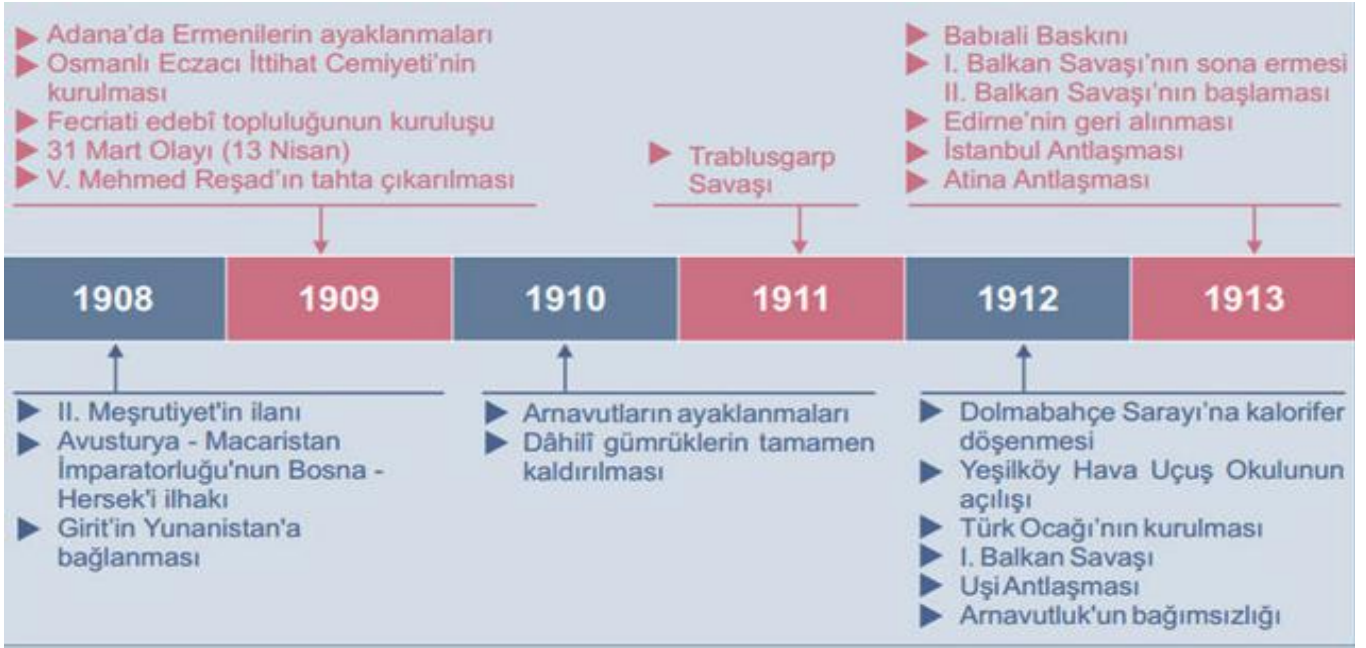 Adana’da Ermenilerin ayaklanmaları
Osmanlı Eczacı İttihat Cemiyeti’nin
kurulması
Fecriati edebî topluluğunun kuruluşu
31 Mart Olayı (13 Nisan)
V. Mehmed Reşad’ın tahta çıkarılması
Trablusgarp
Savaşı
Babıali Baskını
I. Balkan Savaşı’nın sona ermesi
II. Balkan Savaşı’nın başlaması
Edirne’nin geri alınması
İstanbul Antlaşması
Atina Antlaşması
1908 1909 1910 1911 1912 1913
II. Meşrutiyet'in ilanı
Avusturya - Macaristan
İmparatorluğu'nun Bosna -
Hersek'i ilhakı
Girit’in Yunanistan'a
bağlanması
Arnavutların ayaklanmaları
Dâhilî gümrüklerin tamamen
kaldırılması
Dolmabahçe Sarayı’na kalorifer
döşenmesi
Yeşilköy Hava Uçuş Okulunun
açılışı
Türk Ocağı’nın kurulması
I. Balkan Savaşı
Uşi Antlaşması
Arnavutluk'un bağımsızlığı